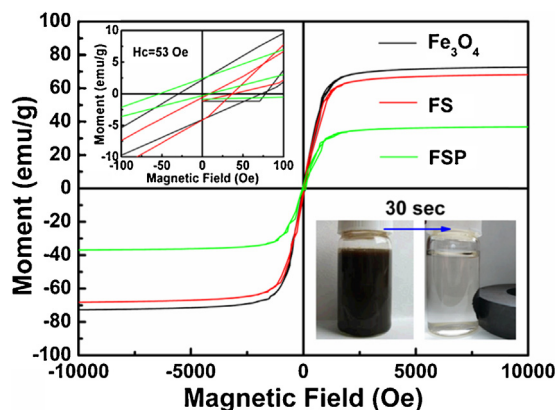 Moment (emu/g)
100
80
60
40
20
0
-20
-40
-60
-80
-100
-10000 -5000 0 5000 10000
Magnetic Field (Oe)
Hc=53 Oe
Moment (emu/g)
10
5
0
-5
-10
-100 -50 0 50 100
Magnetic Field (Oe)
Fe₃O₄
FS
FSP
30 sec